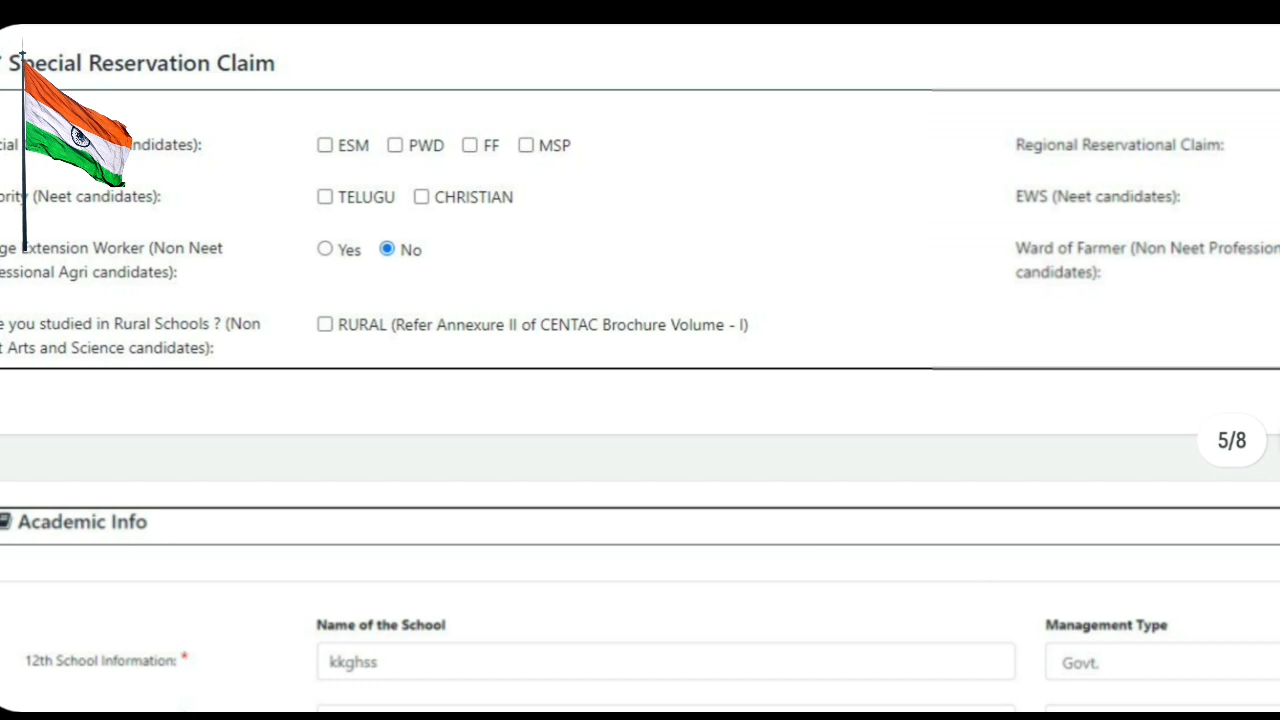 Special Reservation Claim
ndidates):
ESM PWD FF MSP
Regional Reservational Claim:
(Neet candidates):
TELUGU CHRISTIAN
EWS (Neet candidates):
Extension Worker (Non Neet
Yes No
Ward of Farmer (Non Neet
essional Agri candidates):
candidates):
you studied in Rural Schools ? (Non
RURAL (Refer Annexure II of CENTAC Brochure Volume - I)
Arts and Science candidates):
5/8
Academic Info
Name of the School
Management Type
12th School Information: *
kkghss
Govt.